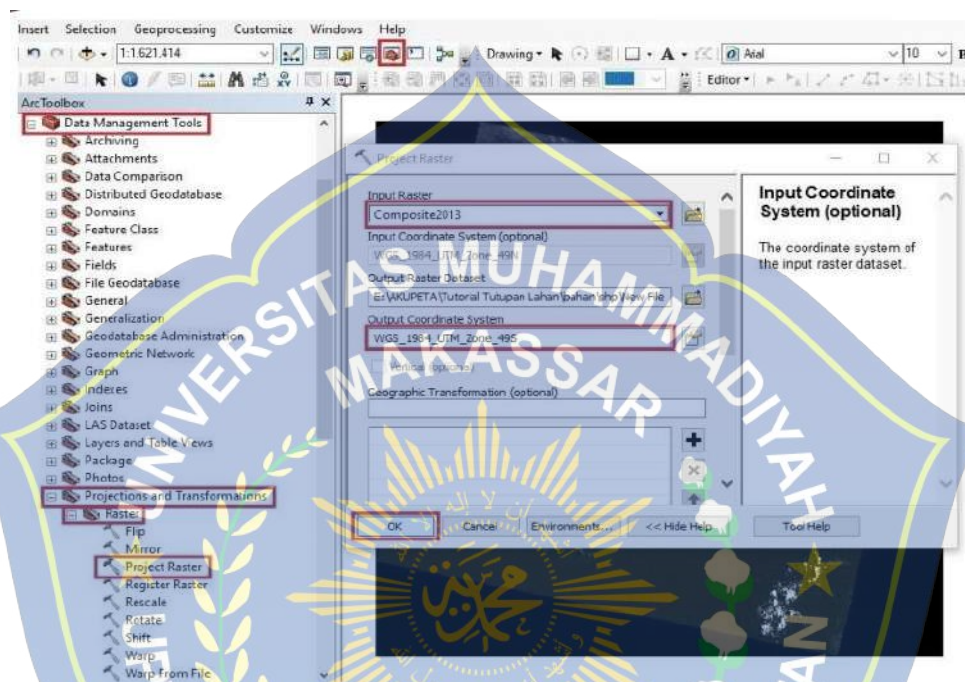 Insert Selection Geoprocessing Customize Windows Help
1:1.621.414
Drawing
A
Arial
10
Editor
ArcToolbox
Data Management Tools
Archiving
Attachments
Data Comparison
Distributed Geodatabase
Domains
Feature Class
Features
Fields
File Geodatabase
General
Generalization
Geodatabase Administration
Geometric Network
Graph
Indexes
Joins
LAS Dataset
Layers and Table Views
Package
Photos
Projections and Transformations
Raster
Flip
Mirror
Project Raster
Register Raster
Rescale
Rotate
Shift
Warp
Warp From File
Project Raster
Input Raster
Composite2013
Input Coordinate System (optional)
WGS_1984_UTM_Zone_49N
Output Raster Dataset
E:\AKUPETA\Tutorial Tutupan Lahan\bahan\shp\New File
Output Coordinate System
WGS_1984_UTM_Zone_49S
Vertical (optional)
Geographic Transformation (optional)
OK
Cancel
Environments...
<< Hide Help
Tool Help
Input Coordinate
System (optional)
The coordinate system of
the input raster dataset.
UNIVERSITAS MUHAMMADIYAH
MAKASSAR